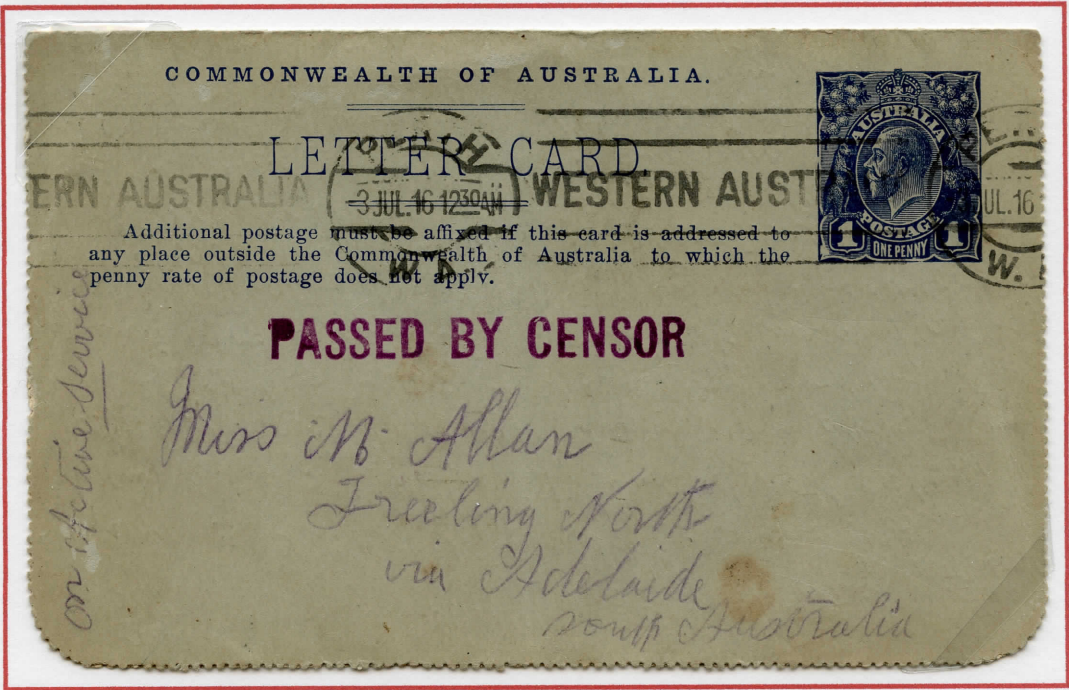 COMMONWEALTH OF AUSTRALIA.
LETTER CARD.
PERTH
ERN AUSTRALIA
3 JUL. 16 12 30 AM
WESTERN AUST
W.A.
JUL. 16
W.
AUSTRALIA
POSTAGE
1 ONE PENNY 1
Additional postage must be affixed if this card is addressed to
any place outside the Commonwealth of Australia to which the
penny rate of postage does not apply.
PASSED BY CENSOR
on Active Service
Miss M. Allan
Freeling North
via Adelaide
South Australia